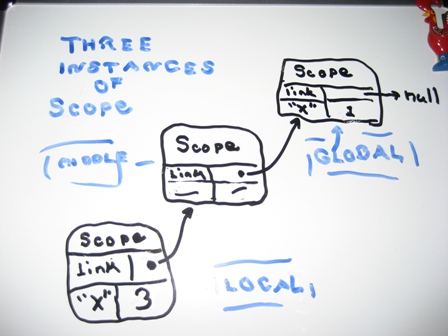 THREE
INSTANCES
OF
SCOPE
Scope
link
null
"X" 1
GLOBAL
MIDDLE
Scope
link
Scope
link
"X" 3
LOCAL